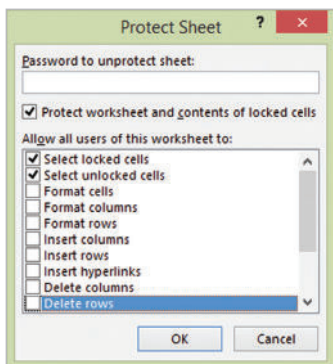 Protect Sheet
?
Password to unprotect sheet:
Protect worksheet and contents of locked cells
Allow all users of this worksheet to:
Select locked cells
Select unlocked cells
Format cells
Format columns
Format rows
Insert columns
Insert rows
Insert hyperlinks
Delete columns
Delete rows
OK Cancel